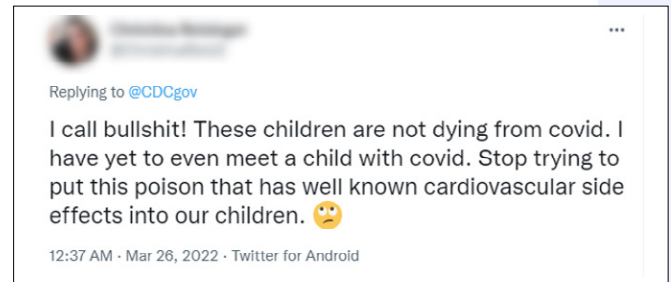 Replying to @CDCgov
I call bullshit! These children are not dying from covid. I
have yet to even meet a child with covid. Stop trying to
put this poison that has well known cardiovascular side
effects into our children. 🙄
12:37 AM · Mar 26, 2022 · Twitter for Android